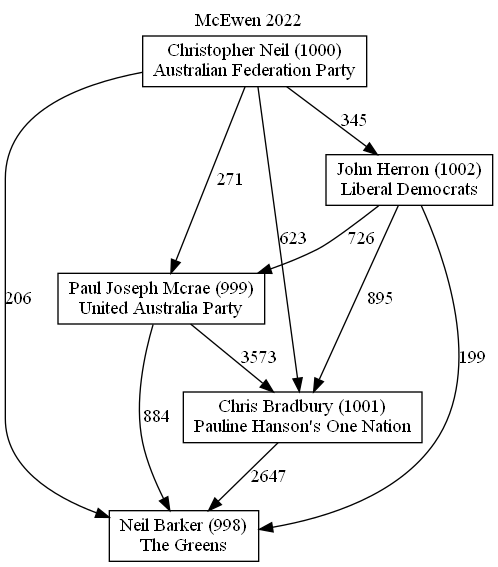 McEwen 2022
Christopher Neil (1000)
Australian Federation Party
345
John Herron (1002)
Liberal Democrats
271
623
726
206
Paul Joseph Mcrae (999)
United Australia Party
895
199
3573
Chris Bradbury (1001)
Pauline Hanson's One Nation
884
2647
Neil Barker (998)
The Greens